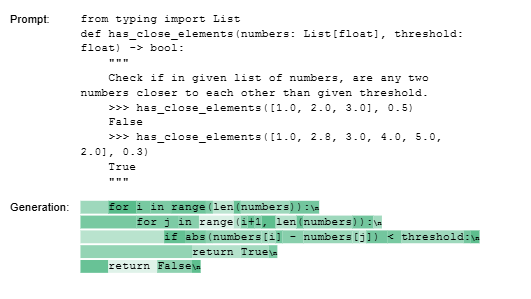 Prompt: from typing import List
def has_close_elements(numbers: List[float], threshold:
float) -> bool:
"""
Check if in given list of numbers, are any two
numbers closer to each other than given threshold.
>>> has_close_elements([1.0, 2.0, 3.0], 0.5)
False
>>> has_close_elements([1.0, 2.8, 3.0, 4.0, 5.0,
2.0], 0.3)
True
"""
Generation: for i in range(len(numbers)):\n
for j in range(i+1, len(numbers)):\n
if abs(numbers[i] - numbers[j]) < threshold:\n
return True\n
return False\n